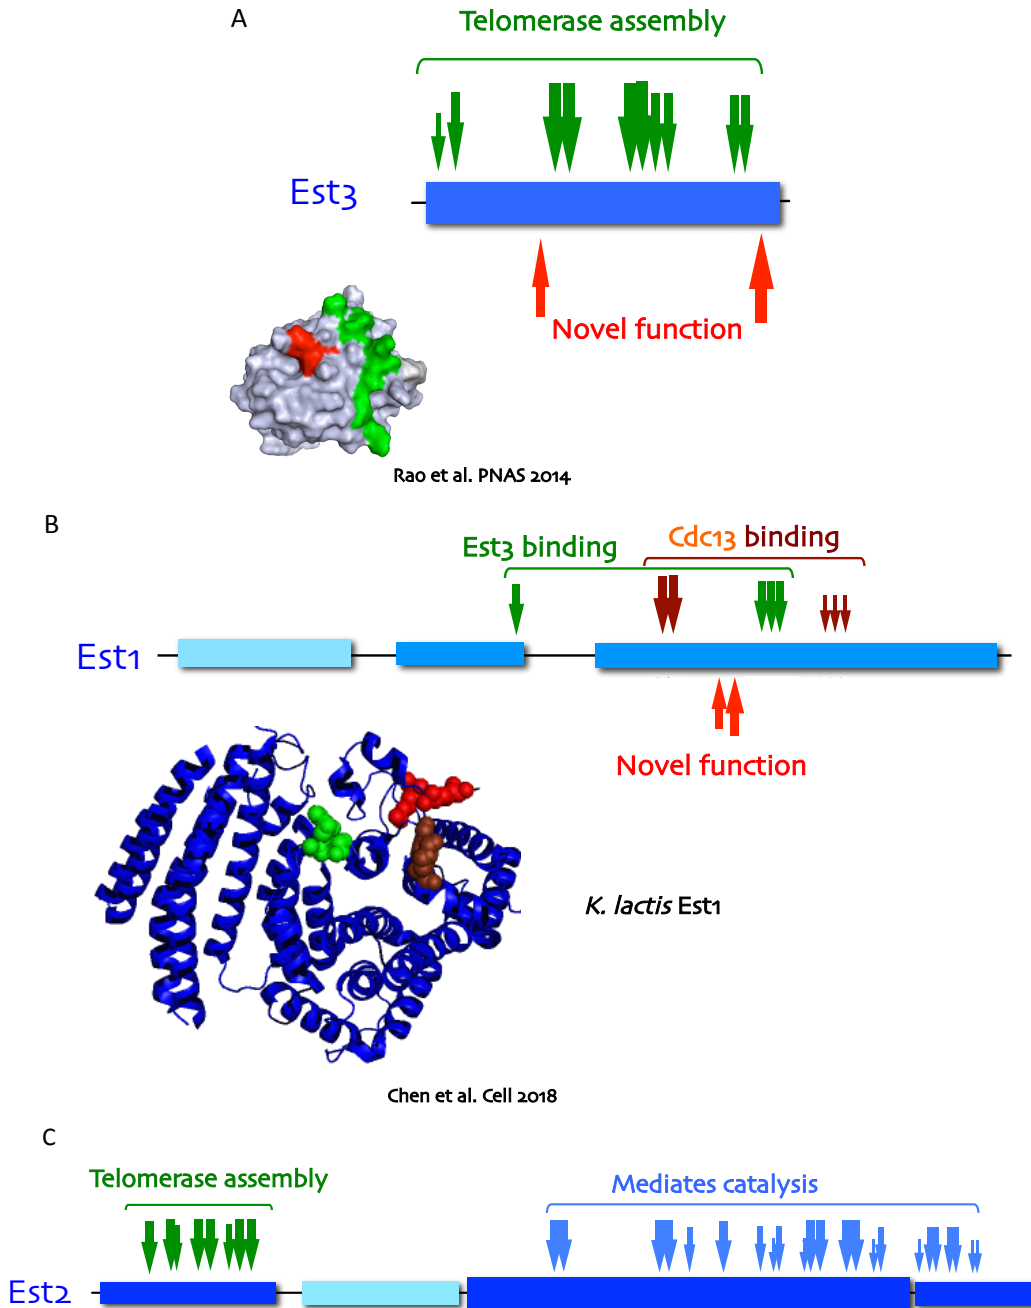 A
Telomerase assembly
Est3
Novel function
Rao et al. PNAS 2014
B
Cdc13 binding
Est3 binding
Est1
Novel function
K. lactis Est1
Chen et al. Cell 2018
C
Telomerase assembly
Mediates catalysis
Est2